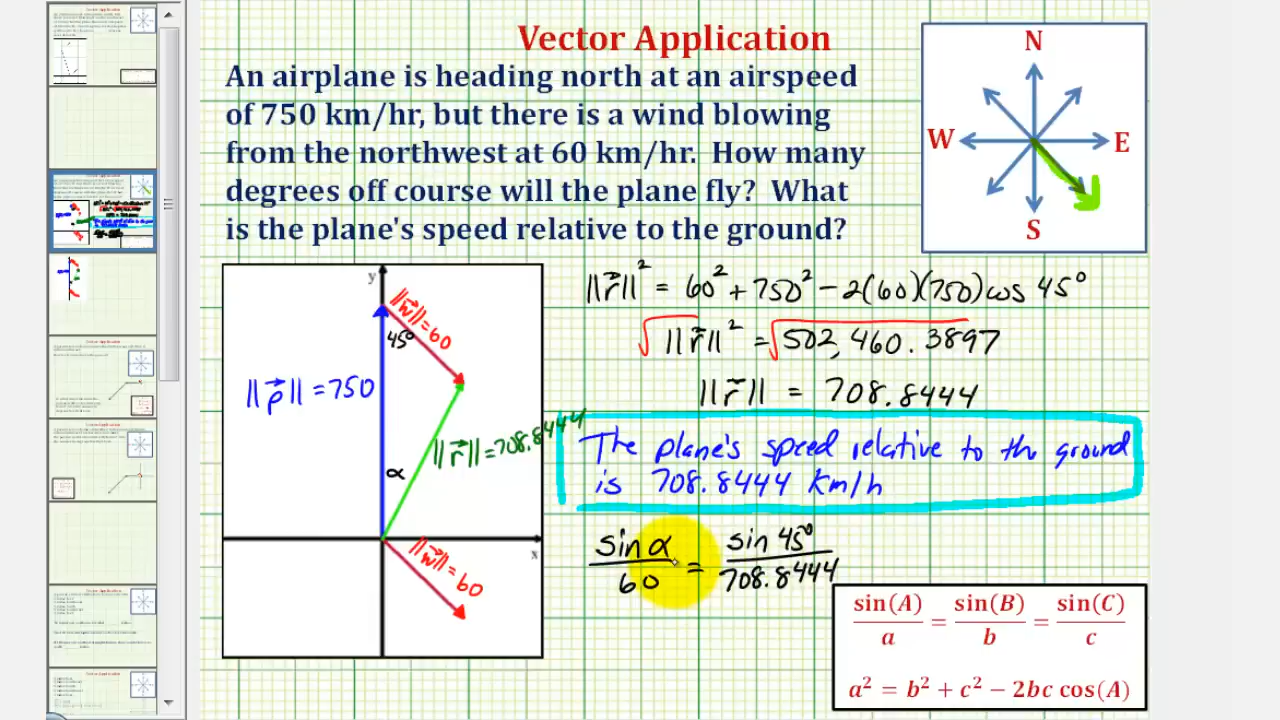 Vector Application
An airplane is heading north at an airspeed
of 750 km/hr, but there is a wind blowing
from the northwest at 60 km/hr. How many
degrees off course will the plane fly? What
is the plane's speed relative to the ground?
N
W
E
S
y
||w⃗||=60
45°
||p⃗||=750
||r⃗||=708.8444
α
x
||w⃗||=60
||r⃗||² = 60² + 750² - 2(60)(750)cos 45°
√||r⃗||² = √502,460.3897
||r⃗|| = 708.8444
The plane's speed relative to the ground
is 708.8444 km/h
sin α / 60 = sin 45° / 708.8444
sin(A)/a = sin(B)/b = sin(C)/c
a² = b² + c² − 2bc cos(A)